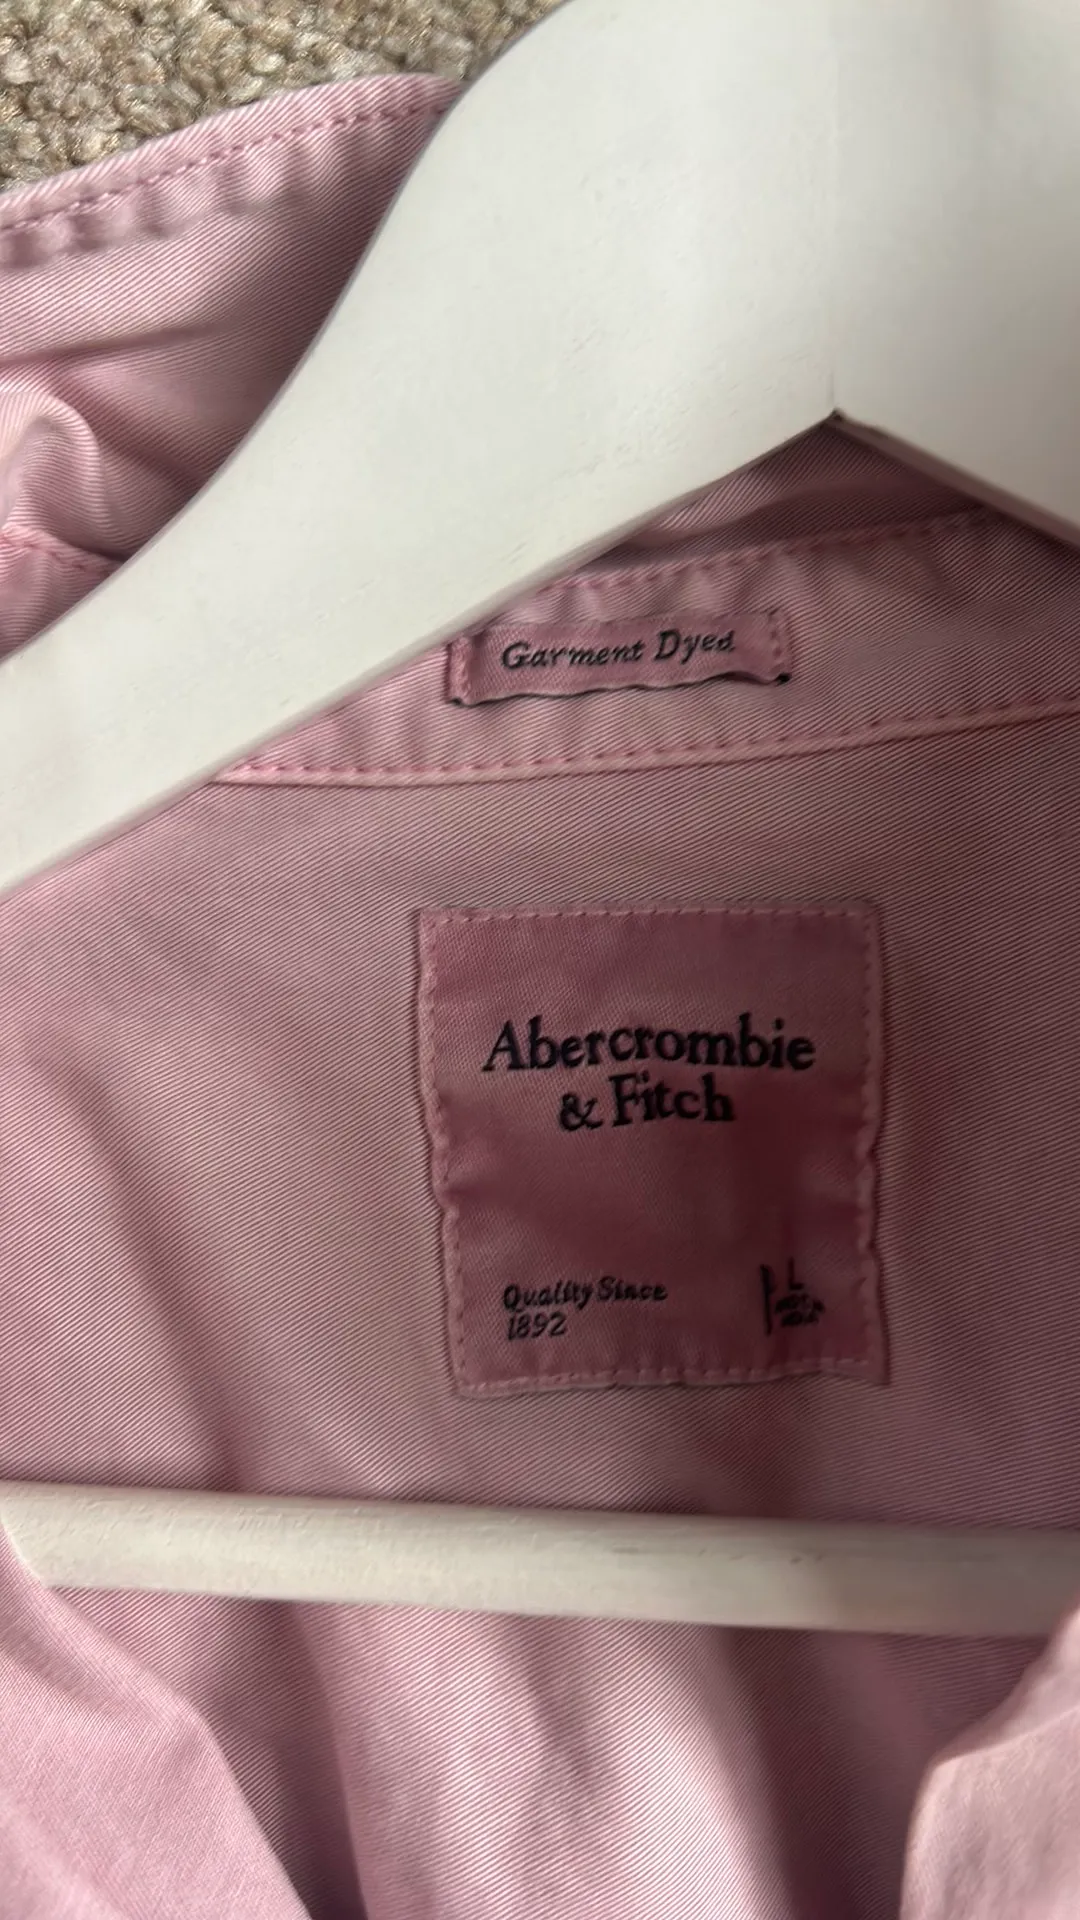 Garment Dyed
Abercrombie
& Fitch
Quality Since
1892
L